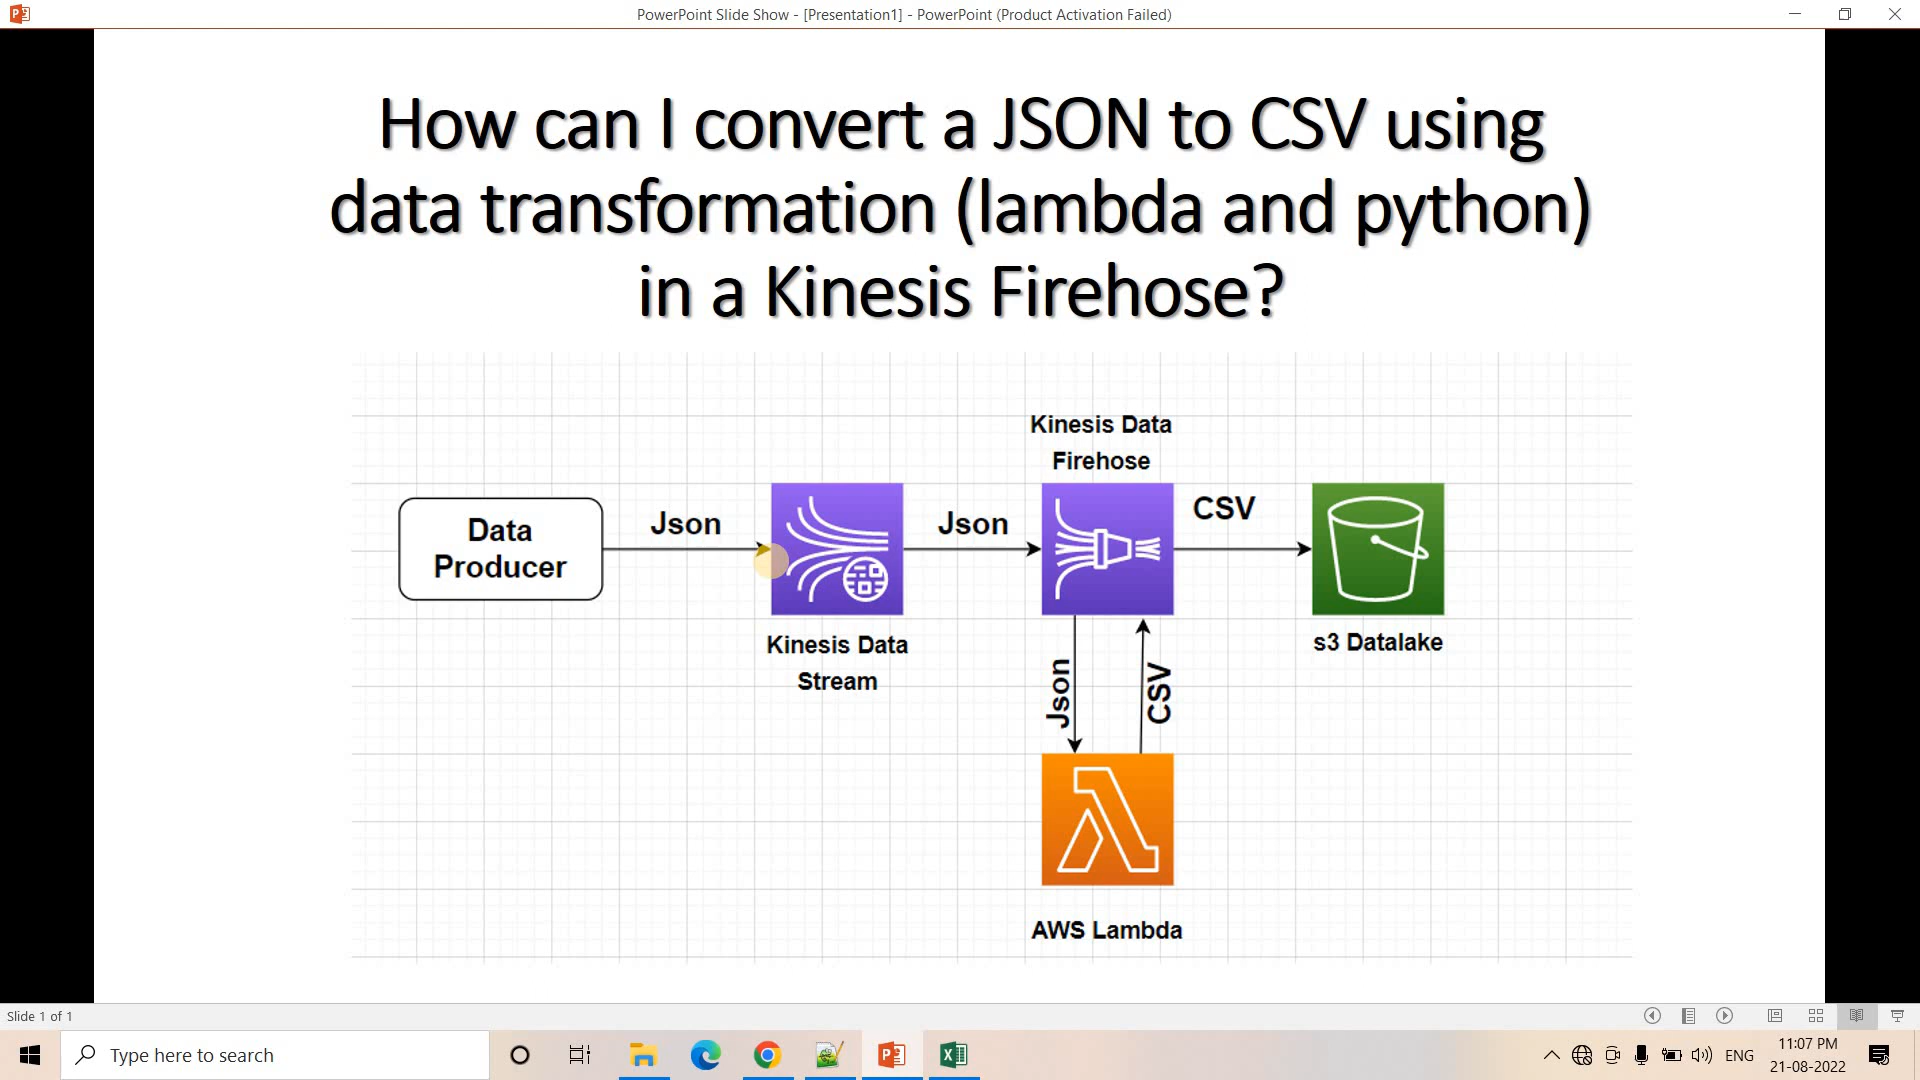 PowerPoint Slide Show - [Presentation1] - PowerPoint (Product Activation Failed)
How can I convert a JSON to CSV using
data transformation (lambda and python)
in a Kinesis Firehose?
Kinesis Data
Firehose
Data
Producer
Json
Json
CSV
Kinesis Data
Stream
s3 Datalake
Json
CSV
AWS Lambda
Slide 1 of 1
Type here to search
ENG
11:07 PM
21-08-2022